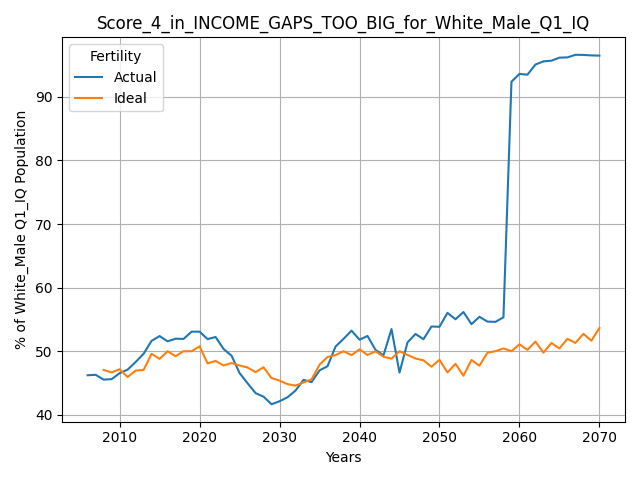 Score_4_in_INCOME_GAPS_TOO_BIG_for_White_Male_Q1_IQ
Fertility
Actual
Ideal
% of White_Male Q1_IQ Population
90
80
70
60
50
40
2010
2020
2030
2040
2050
2060
2070
Years